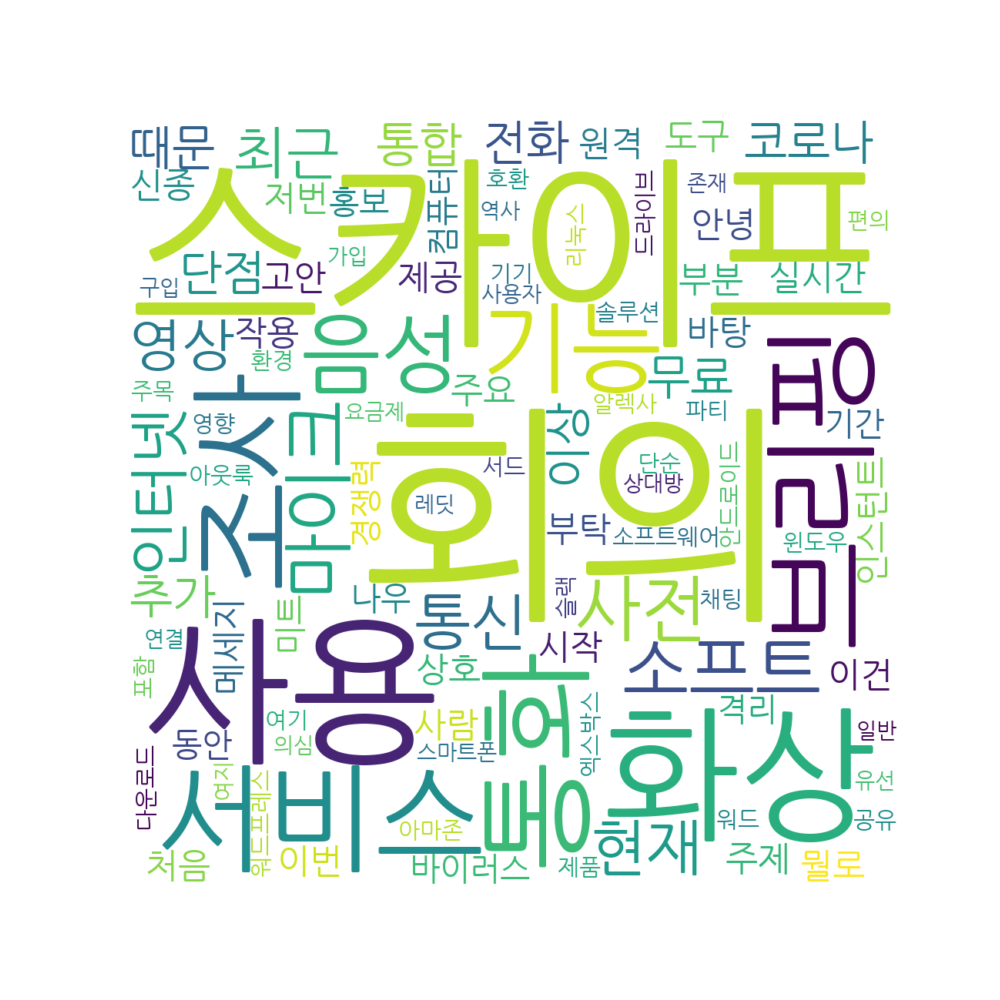 때문
최근
통합
전화
원격
도구
코로나
신종
저번
홍보
컴퓨터
호환
역사
존재
드라이브
안녕
편의
스카이프
리눅스
구입
단점
가입
고안
제공
기기
사용자
솔루션
부분
실시간
영상
작용
환경
음성
기능
바탕
주목
조사
영향
요금제
주요
무료
알렉사
파티
기간
브리핑
인터넷
아웃룩
마이크
경쟁력
레딧
서드
회의
이상
단순
상대방
안드로이드
인스턴트
부탁
소프트웨어
윈도우
추가
연결
포함
메세지
미트
나우
통신
슬랙
사전
채팅
사용
상호
시작
소프트
이건
동안
여기
의심
사람
스마트폰
통화
엑스박스
화상
격리
일반
다운로드
여지
워드프레스
서비스
아마존
현재
워드
유선
공유
처음
이번
바이러스
제품
주제
뭘로